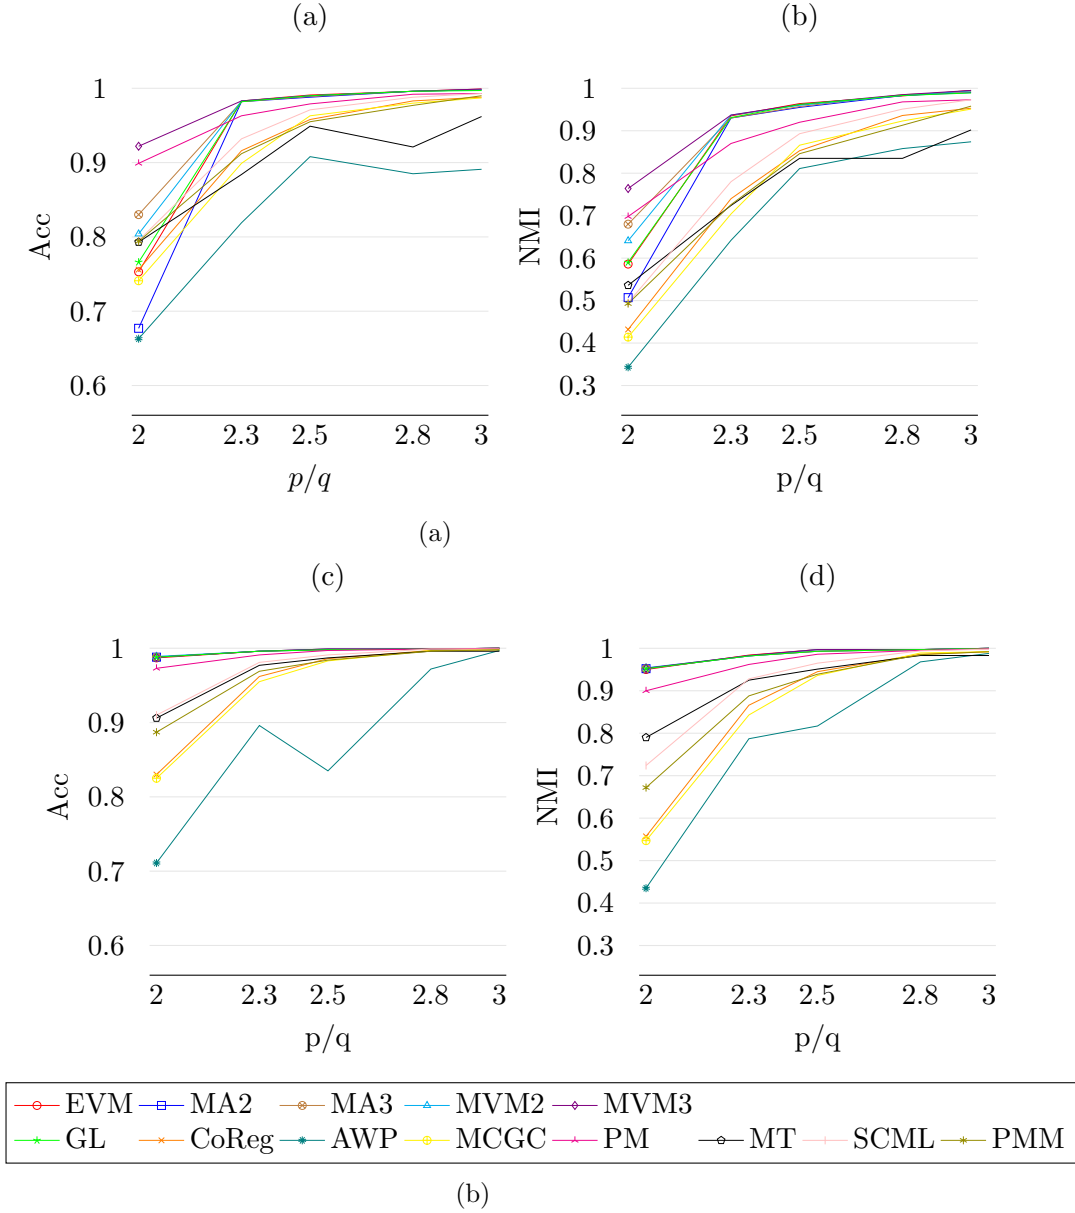 (a) (b)
1 1
0.9 0.9
0.8 0.8
0.7 0.7
0.6 0.6
0.5
0.4
0.3
Acc NMI
2 2.3 2.5 2.8 3 2 2.3 2.5 2.8 3
p/q p/q
(a)
(c) (d)
1 1
0.9 0.9
0.8 0.8
0.7 0.7
0.6 0.6
0.5
0.4
0.3
Acc NMI
2 2.3 2.5 2.8 3 2 2.3 2.5 2.8 3
p/q p/q
EVM MA2 MA3 MVM2 MVM3
GL CoReg AWP MCGC PM MT SCML PMM
(b)